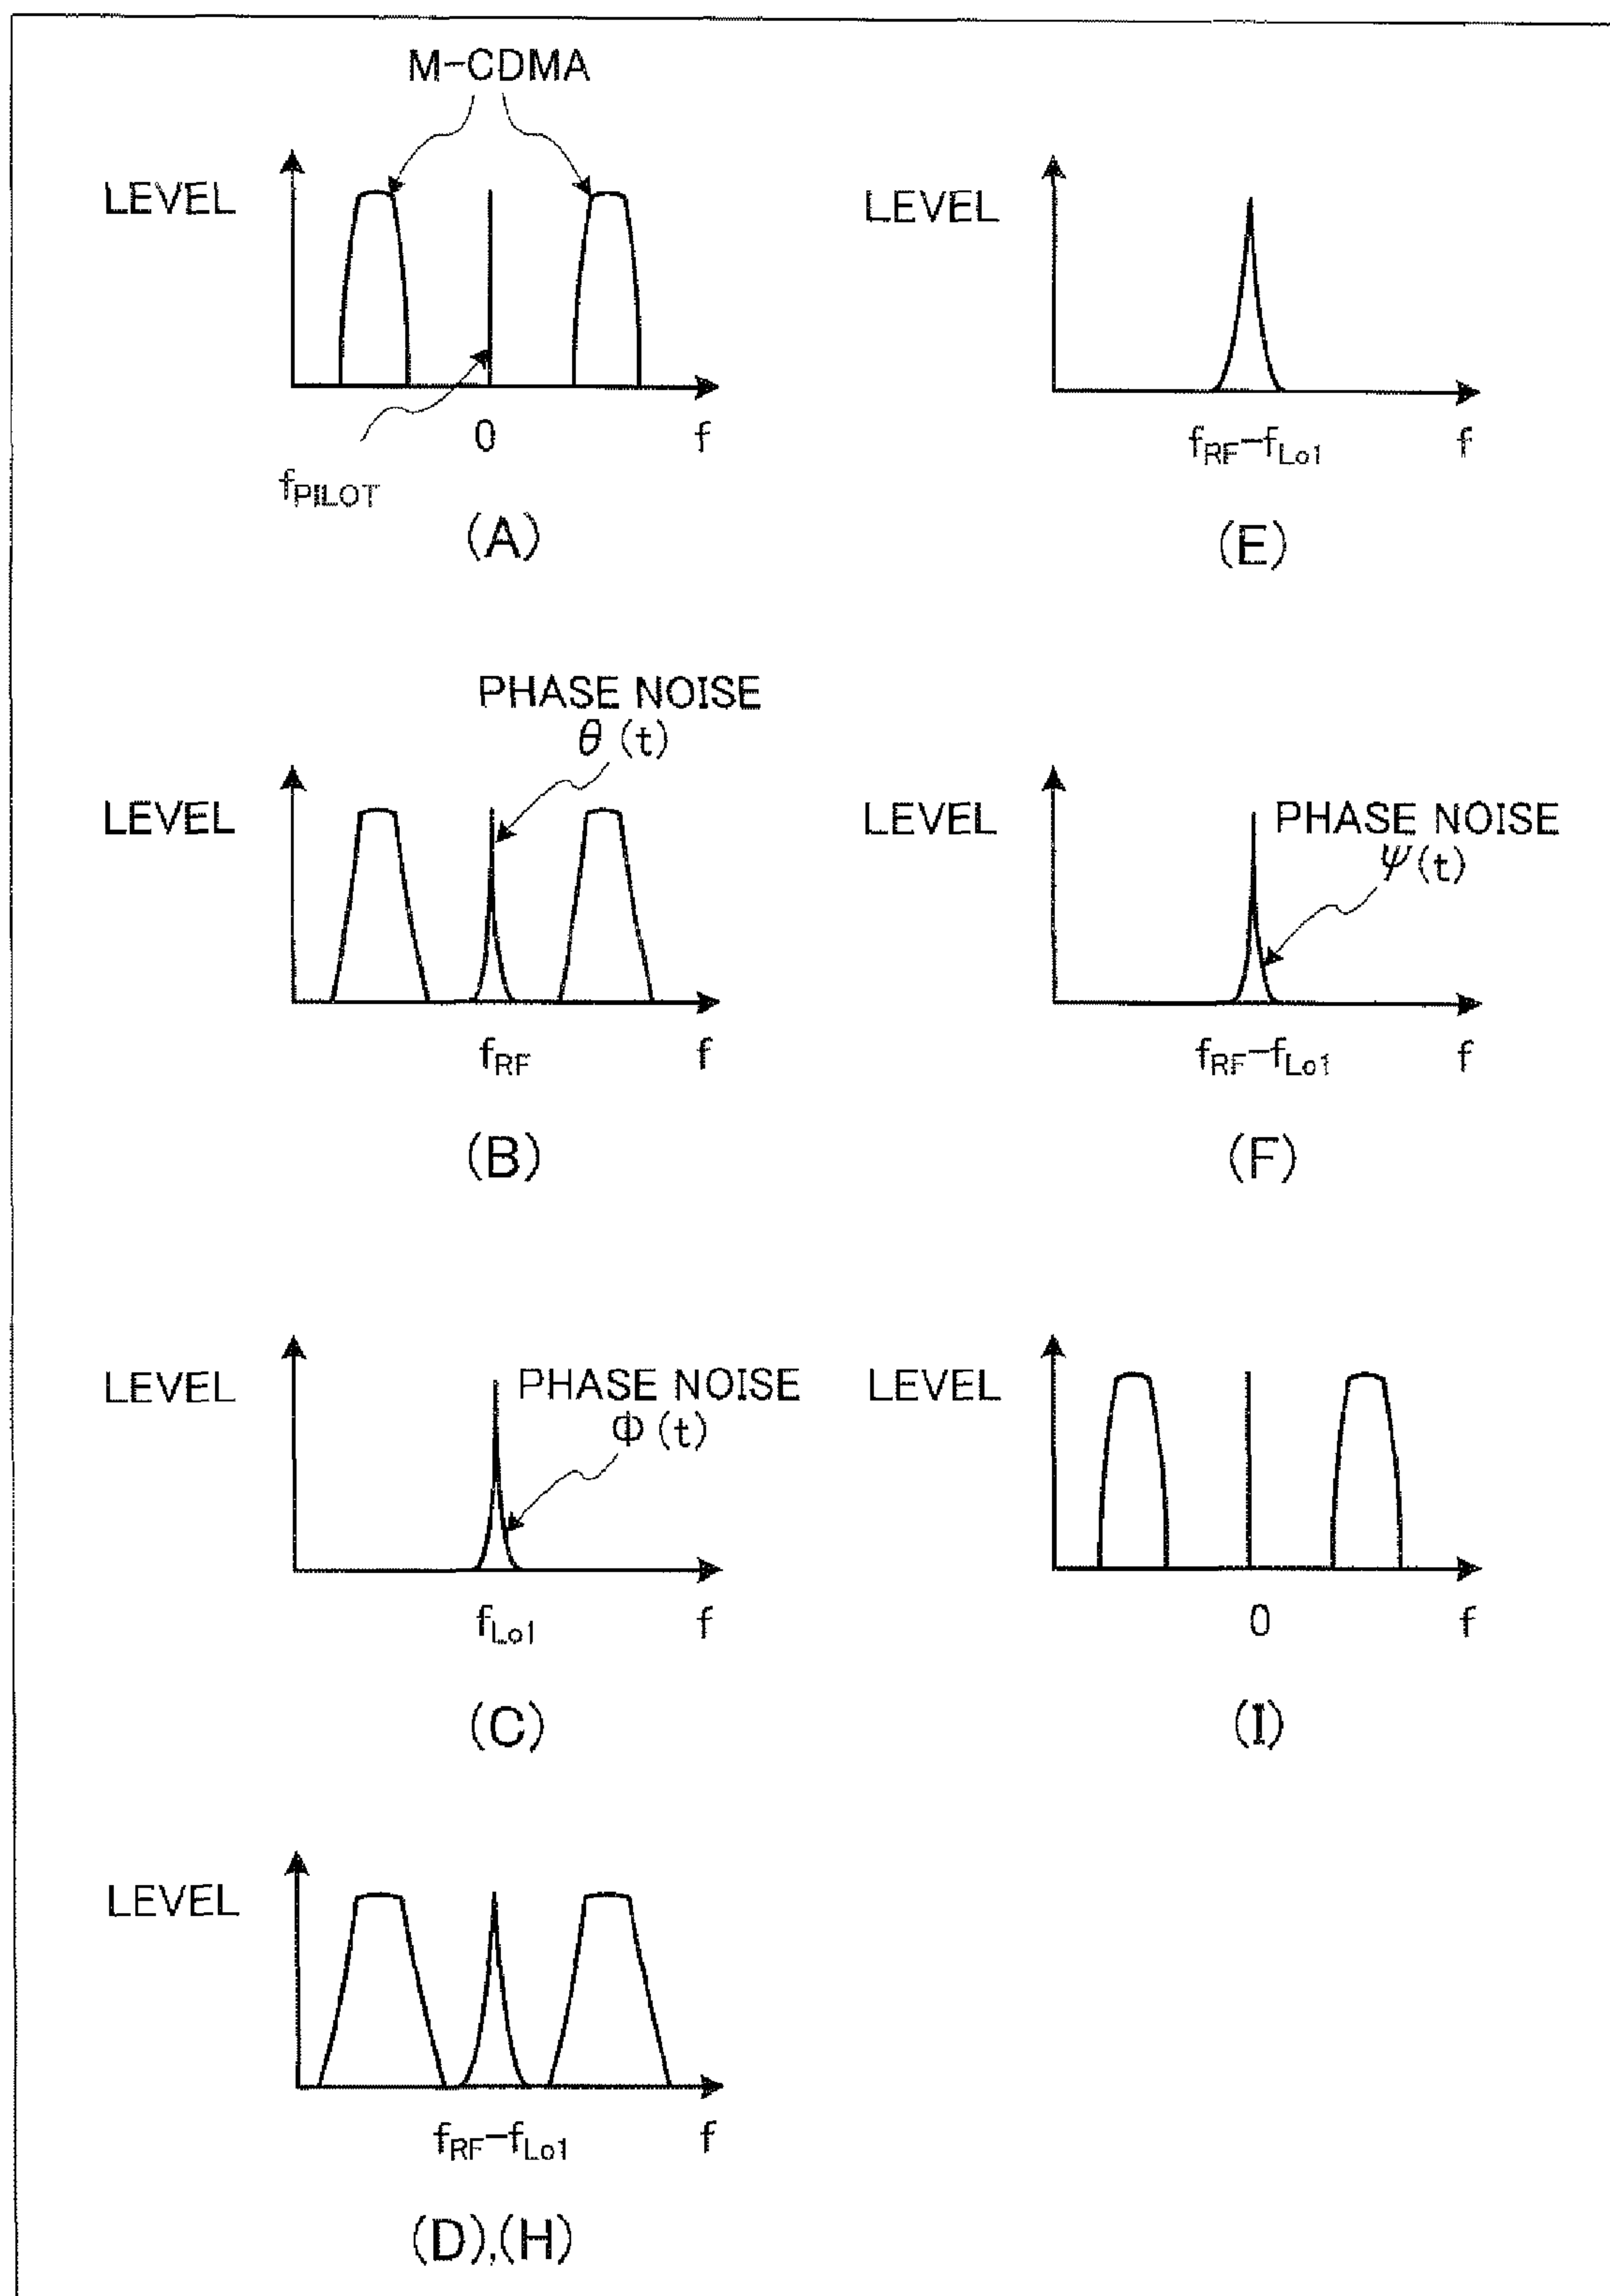 M-CDMA
LEVEL
0
f
fPILOT
(A)
LEVEL
fRF-fLo1
f
(E)
PHASE NOISE
θ(t)
LEVEL
fRF
f
(B)
LEVEL
PHASE NOISE
ψ(t)
fRF-fLo1
f
(F)
LEVEL
PHASE NOISE
Φ(t)
fLo1
f
(C)
LEVEL
0
f
(I)
LEVEL
fRF-fLo1
f
(D),(H)